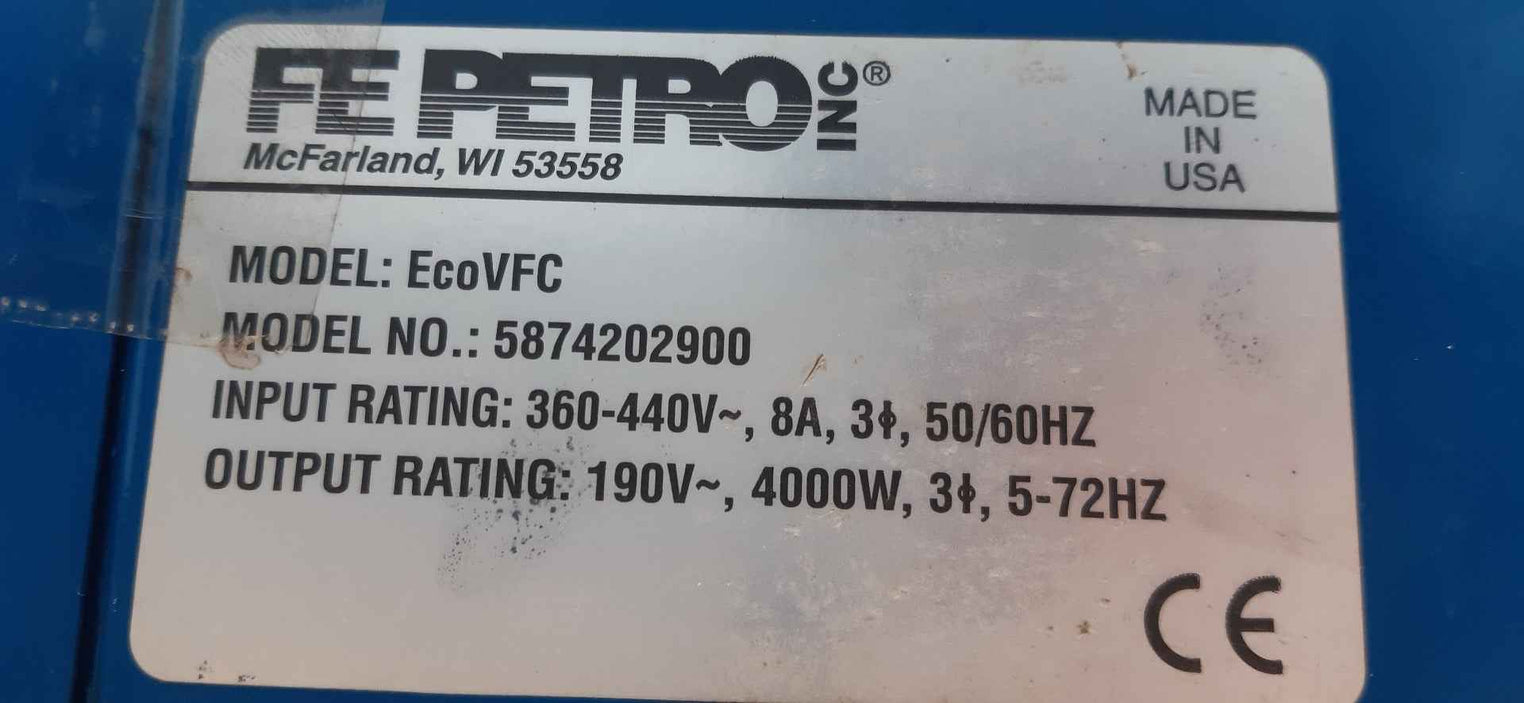 FE PETRO INC®
McFarland, WI 53558
MADE
IN
USA
MODEL: EcoVFC
MODEL NO.: 5874202900
INPUT RATING: 360-440V~, 8A, 3ϕ, 50/60HZ
OUTPUT RATING: 190V~, 4000W, 3ϕ, 5-72HZ
CE